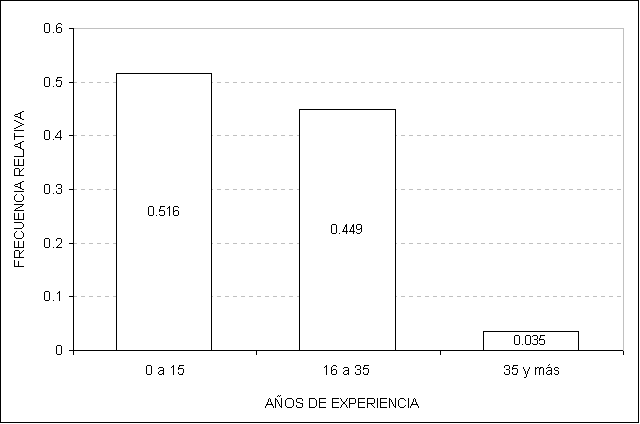 0.6
0.5
0.4
0.3
0.2
0.1
0
FRECUENCIA RELATIVA
0.516
0.449
0.035
0 a 15
16 a 35
35 y más
AÑOS DE EXPERIENCIA